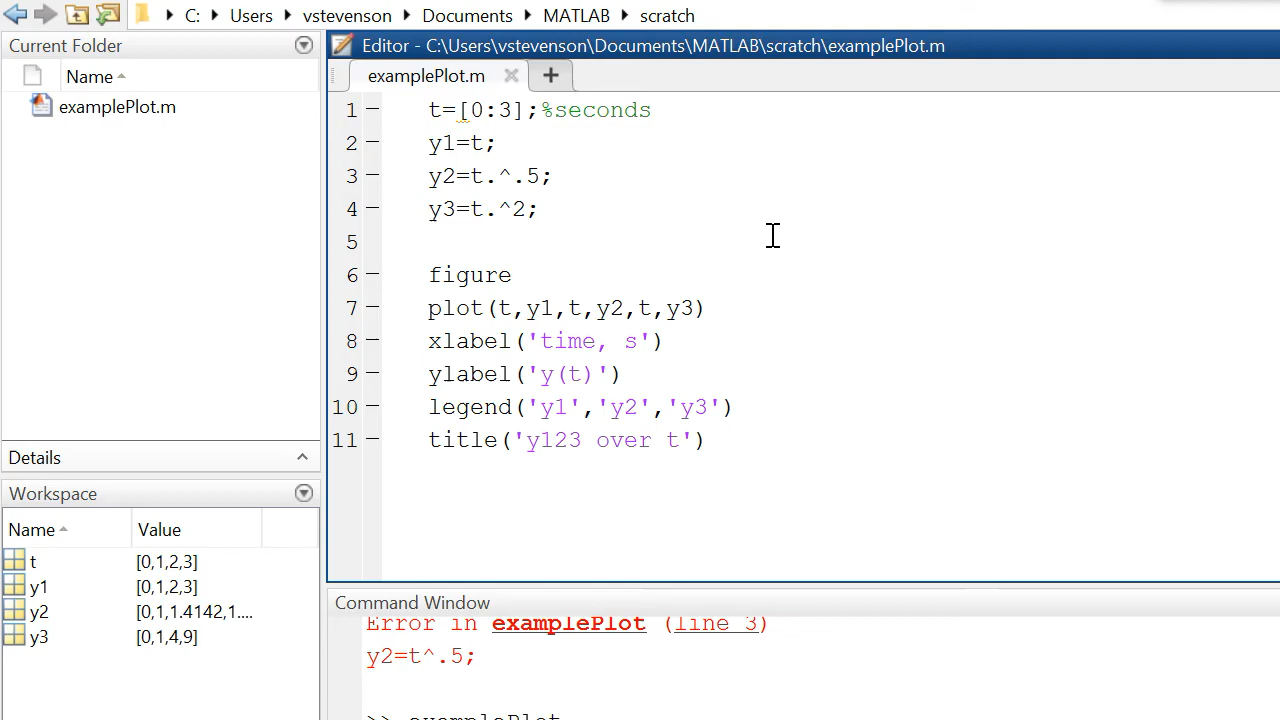 C: Users vstevenson Documents MATLAB scratch
Current Folder
Name
examplePlot.m
Details
Workspace
Name Value
t [0,1,2,3]
y1 [0,1,2,3]
y2 [0,1,1.4142,1....
y3 [0,1,4,9]
Editor - C:\Users\vstevenson\Documents\MATLAB\scratch\examplePlot.m
examplePlot.m
1 t=[0:3];%seconds
2 y1=t;
3 y2=t.^.5;
4 y3=t.^2;
5
6 figure
7 plot(t,y1,t,y2,t,y3)
8 xlabel('time, s')
9 ylabel('y(t)')
10 legend('y1','y2','y3')
11 title('y123 over t')
Command Window
Error in examplePlot (line 3)
y2=t^.5;
>> examplePlot